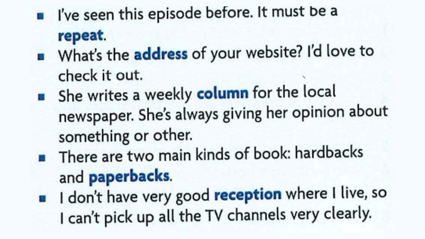 ▪ I've seen this episode before. It must be a
repeat.
▪ What's the address of your website? I'd love to
check it out.
▪ She writes a weekly column for the local
newspaper. She's always giving her opinion about
something or other.
▪ There are two main kinds of book: hardbacks
and paperbacks.
▪ I don't have very good reception where I live, so
I can't pick up all the TV channels very clearly.